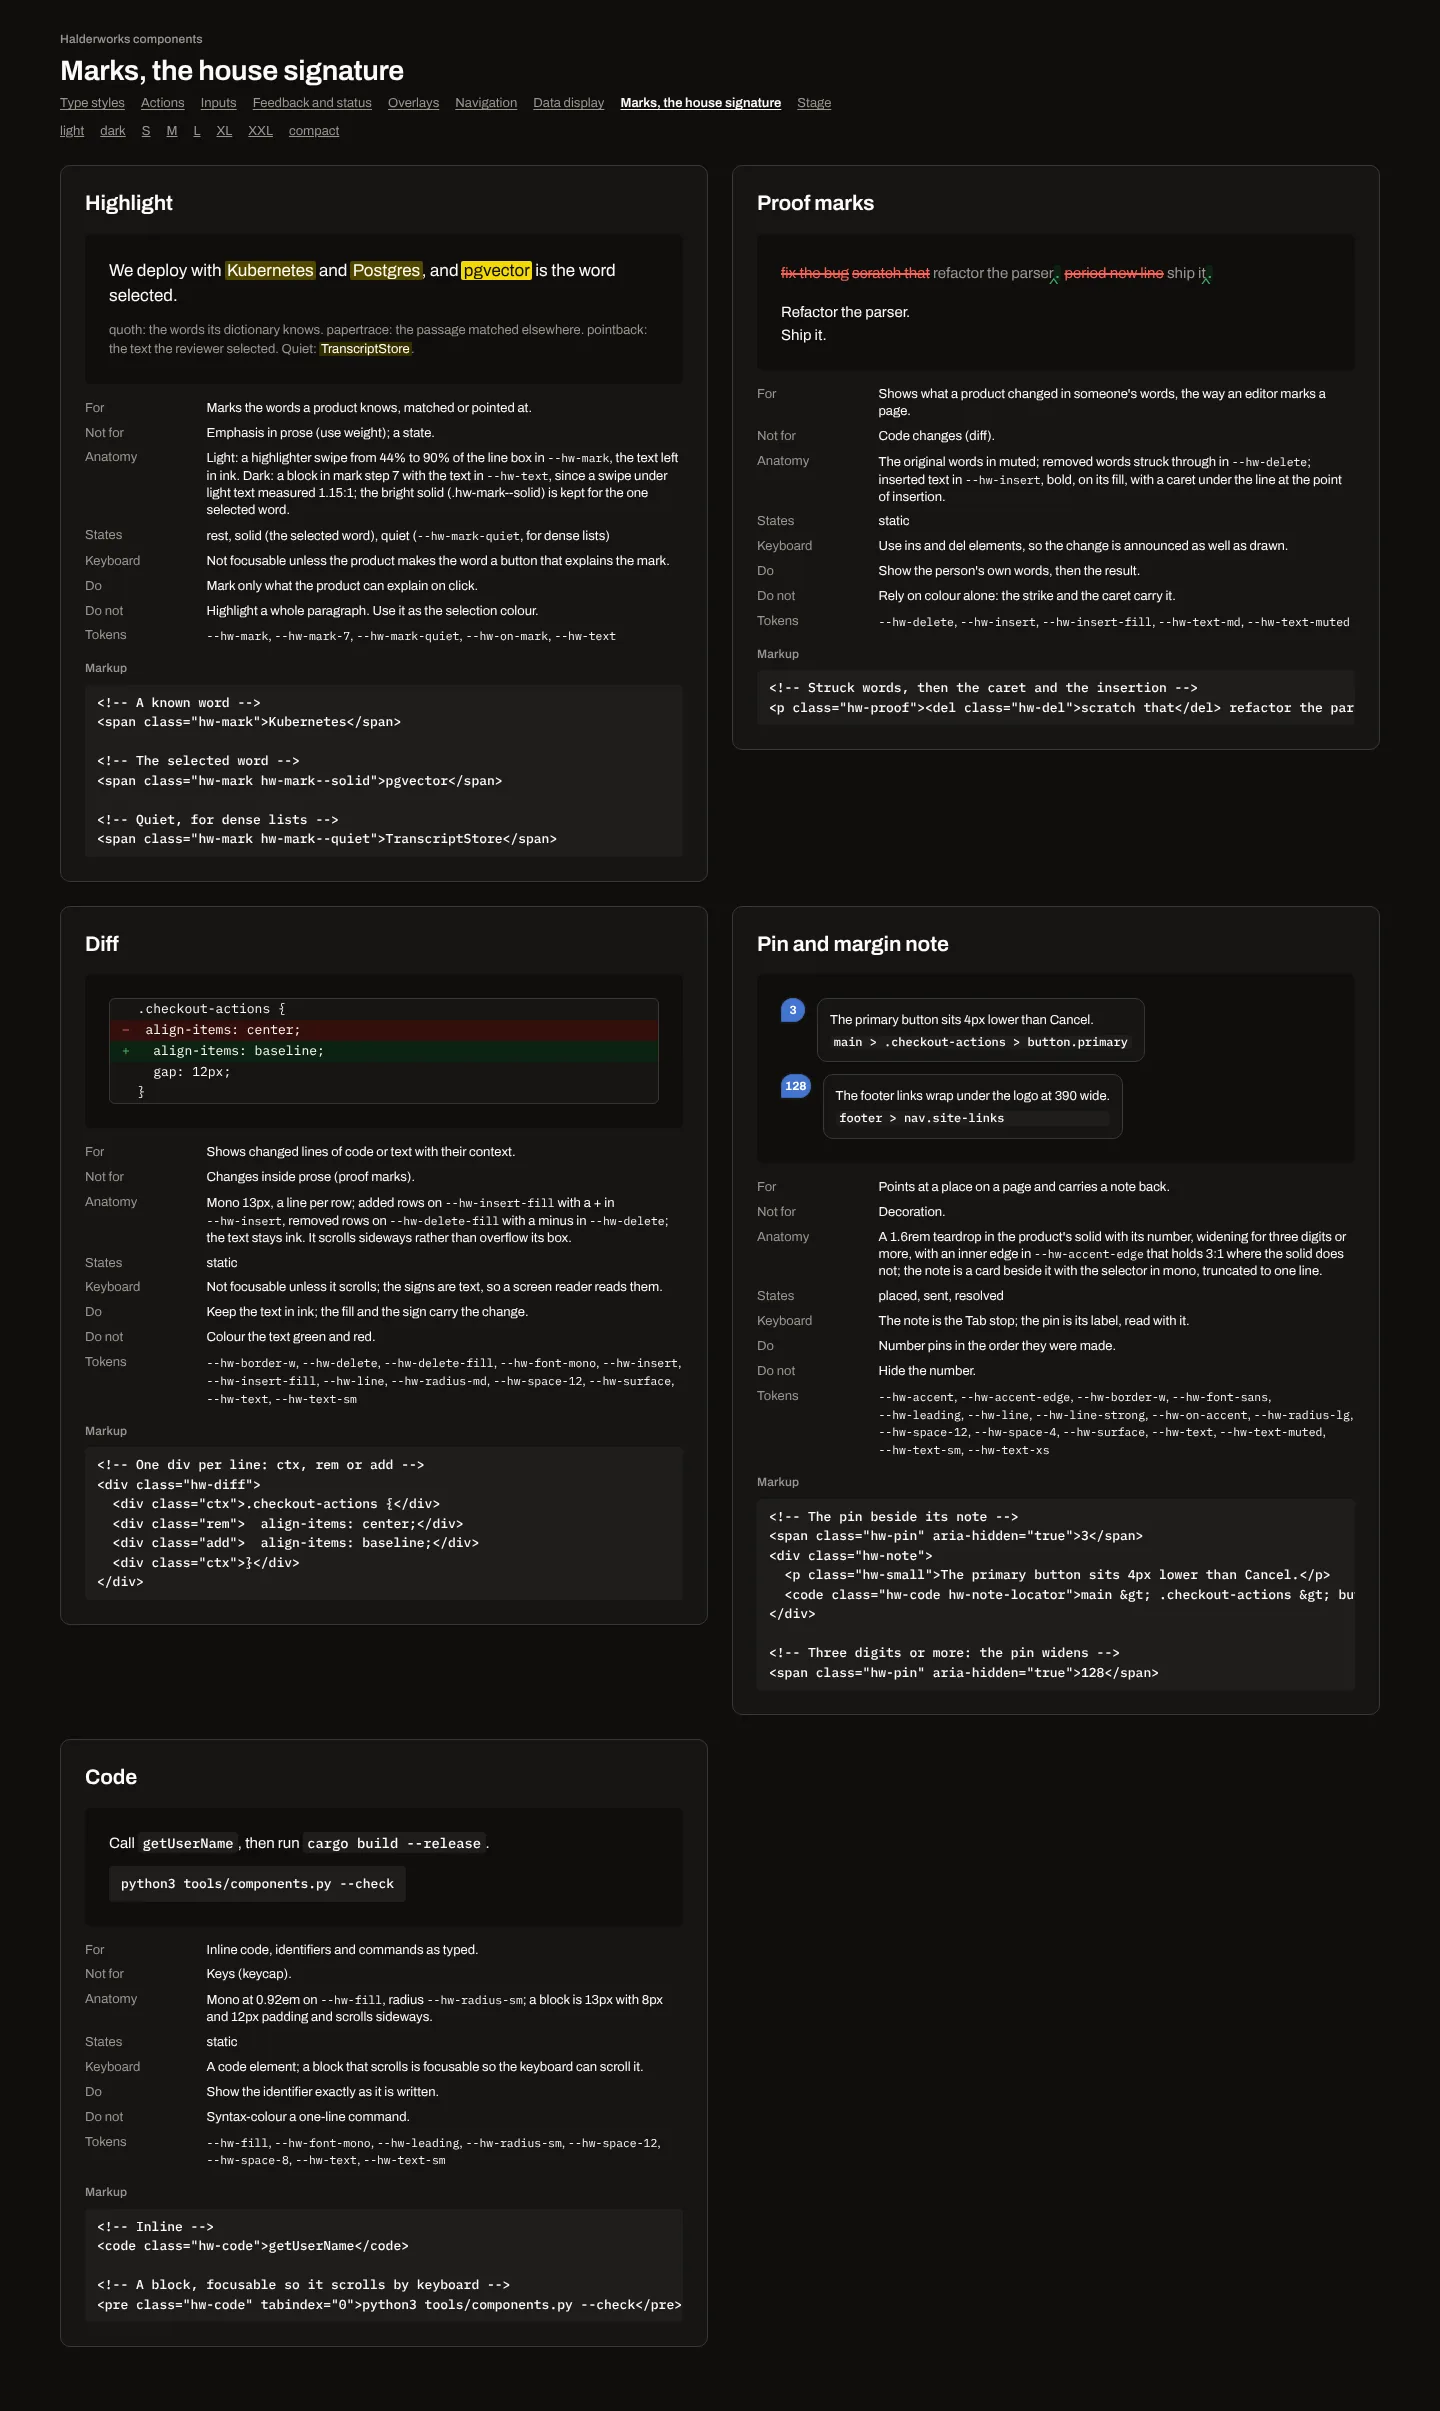 Halderworks components
Marks, the house signature
Type styles Actions Inputs Feedback and status Overlays Navigation Data display Marks, the house signature Stage
light dark S M L XL XXL compact
Highlight
We deploy with Kubernetes and Postgres, and pgvector is the word
selected.
quoth: the words its dictionary knows. papertrace: the passage matched elsewhere. pointback:
the text the reviewer selected. Quiet: TranscriptStore.
For Marks the words a product knows, matched or pointed at.
Not for Emphasis in prose (use weight); a state.
Anatomy Light: a highlighter swipe from 44% to 90% of the line box in --hw-mark, the text left
in ink. Dark: a block in mark step 7 with the text in --hw-text, since a swipe under
light text measured 1.15:1; the bright solid (.hw-mark--solid) is kept for the one
selected word.
States rest, solid (the selected word), quiet (--hw-mark-quiet, for dense lists)
Keyboard Not focusable unless the product makes the word a button that explains the mark.
Do Mark only what the product can explain on click.
Do not Highlight a whole paragraph. Use it as the selection colour.
Tokens --hw-mark, --hw-mark-7, --hw-mark-quiet, --hw-on-mark, --hw-text
Markup
<!-- A known word -->
<span class="hw-mark">Kubernetes</span>
<!-- The selected word -->
<span class="hw-mark hw-mark--solid">pgvector</span>
<!-- Quiet, for dense lists -->
<span class="hw-mark hw-mark--quiet">TranscriptStore</span>
Proof marks
fix the bug scratch that refactor the parser. period new line ship it.
Refactor the parser.
Ship it.
For Shows what a product changed in someone's words, the way an editor marks a
page.
Not for Code changes (diff).
Anatomy The original words in muted; removed words struck through in --hw-delete;
inserted text in --hw-insert, bold, on its fill, with a caret under the line at the point
of insertion.
States static
Keyboard Use ins and del elements, so the change is announced as well as drawn.
Do Show the person's own words, then the result.
Do not Rely on colour alone: the strike and the caret carry it.
Tokens --hw-delete, --hw-insert, --hw-insert-fill, --hw-text-md, --hw-text-muted
Markup
<!-- Struck words, then the caret and the insertion -->
<p class="hw-proof"><del class="hw-del">scratch that</del> refactor the par
Diff
.checkout-actions {
− align-items: center;
+ align-items: baseline;
gap: 12px;
}
For Shows changed lines of code or text with their context.
Not for Changes inside prose (proof marks).
Anatomy Mono 13px, a line per row; added rows on --hw-insert-fill with a + in
--hw-insert, removed rows on --hw-delete-fill with a minus in --hw-delete;
the text stays ink. It scrolls sideways rather than overflow its box.
States static
Keyboard Not focusable unless it scrolls; the signs are text, so a screen reader reads them.
Do Keep the text in ink; the fill and the sign carry the change.
Do not Colour the text green and red.
Tokens --hw-border-w, --hw-delete, --hw-delete-fill, --hw-font-mono, --hw-insert,
--hw-insert-fill, --hw-line, --hw-radius-md, --hw-space-12, --hw-surface,
--hw-text, --hw-text-sm
Markup
<!-- One div per line: ctx, rem or add -->
<div class="hw-diff">
<div class="ctx">.checkout-actions {</div>
<div class="rem">  align-items: center;</div>
<div class="add">  align-items: baseline;</div>
<div class="ctx">}</div>
</div>
Pin and margin note
3 The primary button sits 4px lower than Cancel.
main > .checkout-actions > button.primary
128 The footer links wrap under the logo at 390 wide.
footer > nav.site-links
For Points at a place on a page and carries a note back.
Not for Decoration.
Anatomy A 1.6rem teardrop in the product's solid with its number, widening for three digits or
more, with an inner edge in --hw-accent-edge that holds 3:1 where the solid does
not; the note is a card beside it with the selector in mono, truncated to one line.
States placed, sent, resolved
Keyboard The note is the Tab stop; the pin is its label, read with it.
Do Number pins in the order they were made.
Do not Hide the number.
Tokens --hw-accent, --hw-accent-edge, --hw-border-w, --hw-font-sans,
--hw-leading, --hw-line, --hw-line-strong, --hw-on-accent, --hw-radius-lg,
--hw-space-12, --hw-space-4, --hw-surface, --hw-text, --hw-text-muted,
--hw-text-sm, --hw-text-xs
Markup
<!-- The pin beside its note -->
<span class="hw-pin" aria-hidden="true">3</span>
<div class="hw-note">
<p class="hw-small">The primary button sits 4px lower than Cancel.</p>
<code class="hw-code hw-note-locator">main &gt; .checkout-actions &gt; bu
</div>
<!-- Three digits or more: the pin widens -->
<span class="hw-pin" aria-hidden="true">128</span>
Code
Call getUserName, then run cargo build --release.
python3 tools/components.py --check
For Inline code, identifiers and commands as typed.
Not for Keys (keycap).
Anatomy Mono at 0.92em on --hw-fill, radius --hw-radius-sm; a block is 13px with 8px
and 12px padding and scrolls sideways.
States static
Keyboard A code element; a block that scrolls is focusable so the keyboard can scroll it.
Do Show the identifier exactly as it is written.
Do not Syntax-colour a one-line command.
Tokens --hw-fill, --hw-font-mono, --hw-leading, --hw-radius-sm, --hw-space-12,
--hw-space-8, --hw-text, --hw-text-sm
Markup
<!-- Inline -->
<code class="hw-code">getUserName</code>
<!-- A block, focusable so it scrolls by keyboard -->
<pre class="hw-code" tabindex="0">python3 tools/components.py --check</pre>